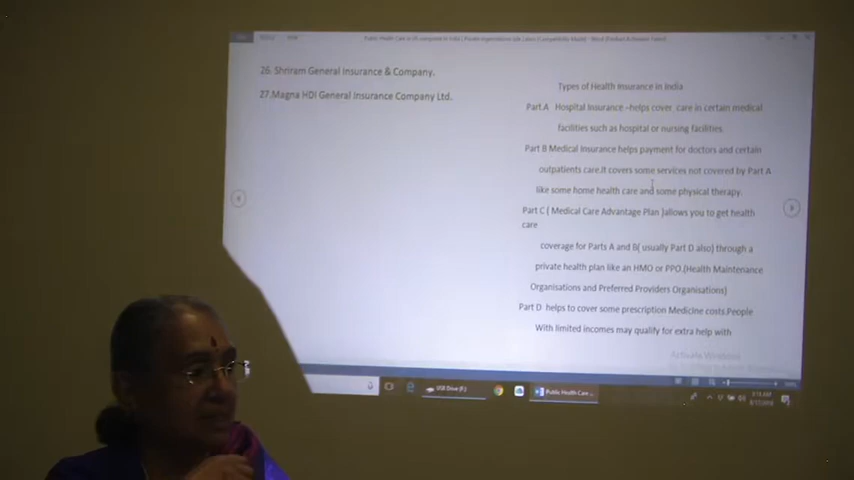 26. Shriram General Insurance & Company.
27.Magna HDI General Insurance Company Ltd.
Types of Health Insurance in India
Part A Hospital Insurance –helps cover care in certain medical
facilities such as hospital or nursing facilities.
Part B Medical Insurance helps payment for doctors and certain
outpatients care.It covers some services not covered by Part A
like some home health care and some physical therapy.
Part C ( Medical Care Advantage Plan )allows you to get health
care
coverage for Parts A and B( usually Part D also) through a
private health plan like an HMO or PPO.(Health Maintenance
Organisations and Preferred Providers Organisations)
Part D helps to cover some prescription Medicine costs.People
With limited incomes may qualify for extra help with
Activate Windows
USB Drive (F:)
Public Health Care ...